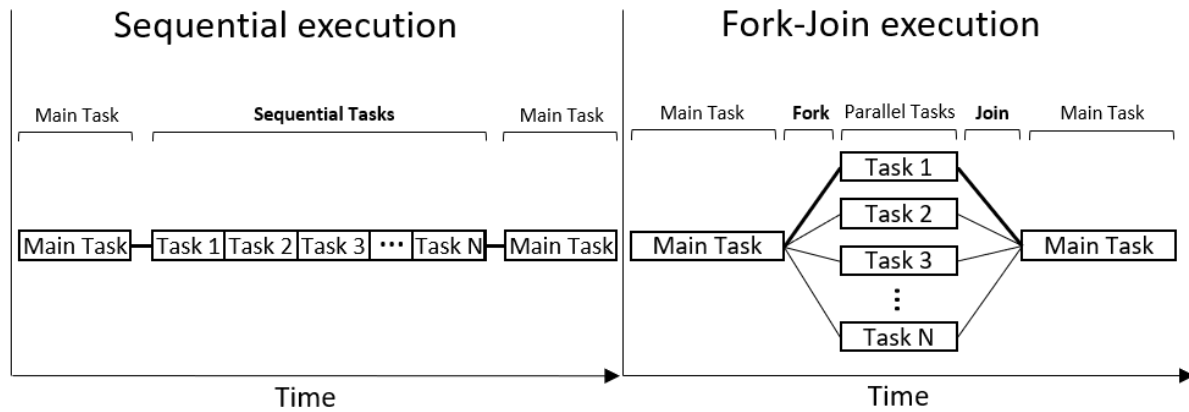 Sequential execution
Main Task
Sequential Tasks
Main Task
Main Task
Task 1
Task 2
Task 3
...
Task N
Main Task
Time
Fork-Join execution
Main Task
Fork
Parallel Tasks
Join
Main Task
Main Task
Task 1
Task 2
Task 3
⋮
Task N
Main Task
Time